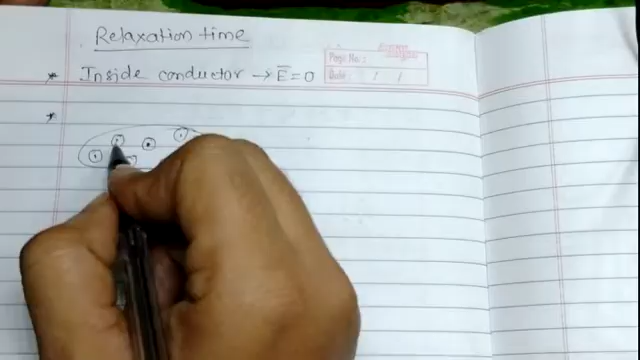 Relaxation time
* Inside conductor → E̅ = 0
Page No.:
Date: / /
*